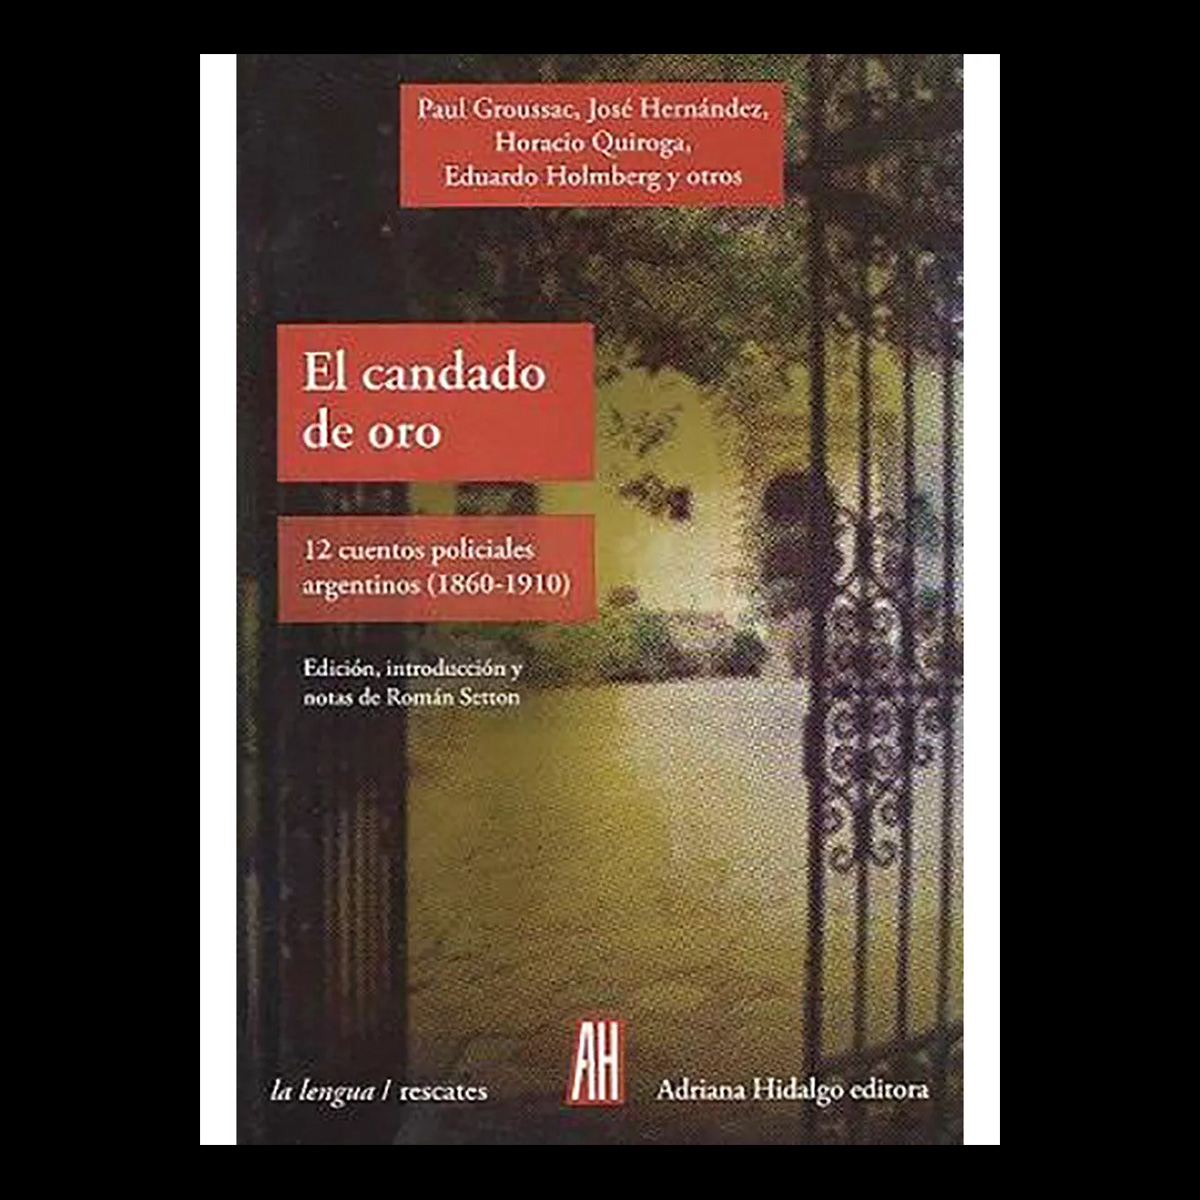 Paul Groussac, José Hernández,
Horacio Quiroga,
Eduardo Holmberg y otros
El candado
de oro
12 cuentos policiales
argentinos (1860-1910)
Edición, introducción y
notas de Román Setton
la lengua / rescates
AH
Adriana Hidalgo editora